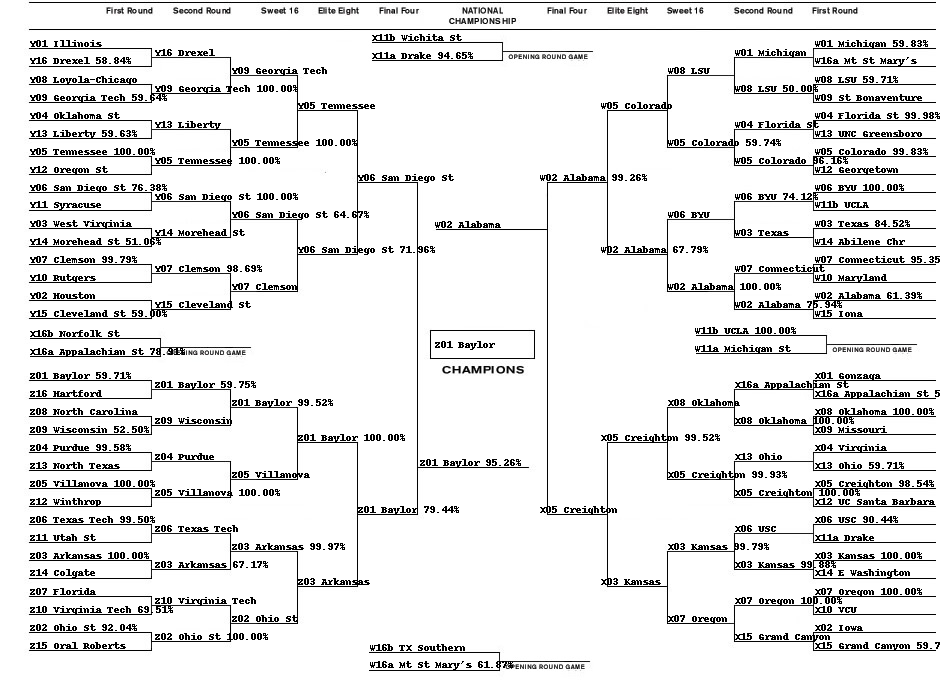 First Round Second Round Sweet 16 Elite Eight Final Four NATIONAL CHAMPIONSHIP Final Four Elite Eight Sweet 16 Second Round First Round
Y01 Illinois
Y16 Drexel 58.84%
Y08 Loyola-Chicago
Y09 Georgia Tech 59.64%
Y04 Oklahoma St
Y13 Liberty 59.63%
Y05 Tennessee 100.00%
Y12 Oregon St
Y06 San Diego St 76.38%
Y11 Syracuse
Y03 West Virginia
Y14 Morehead St 51.06%
Y07 Clemson 99.79%
Y10 Rutgers
Y02 Houston
Y15 Cleveland St 59.00%
Y16 Drexel
Y09 Georgia Tech 100.00%
Y13 Liberty
Y05 Tennessee 100.00%
Y06 San Diego St 100.00%
Y14 Morehead St
Y07 Clemson 98.69%
Y15 Cleveland St
Y09 Georgia Tech
Y05 Tennessee 100.00%
Y06 San Diego St 64.67%
Y07 Clemson
Y05 Tennessee
Y06 San Diego St 71.96%
Y06 San Diego St
X16b Norfolk St
X16a Appalachian St 78.91%
OPENING ROUND GAME
Z01 Baylor 59.71%
Z16 Hartford
Z08 North Carolina
Z09 Wisconsin 52.50%
Z04 Purdue 99.58%
Z13 North Texas
Z05 Villanova 100.00%
Z12 Winthrop
Z06 Texas Tech 99.50%
Z11 Utah St
Z03 Arkansas 100.00%
Z14 Colgate
Z07 Florida
Z10 Virginia Tech 69.51%
Z02 Ohio St 92.04%
Z15 Oral Roberts
Z01 Baylor 59.75%
Z09 Wisconsin
Z04 Purdue
Z05 Villanova 100.00%
Z06 Texas Tech
Z03 Arkansas 67.17%
Z10 Virginia Tech
Z02 Ohio St 100.00%
Z01 Baylor 99.52%
Z05 Villanova
Z03 Arkansas 99.97%
Z02 Ohio St
Z01 Baylor 100.00%
Z03 Arkansas
Z01 Baylor 79.44%
X11b Wichita St
X11a Drake 94.65%
OPENING ROUND GAME
W02 Alabama
Z01 Baylor
CHAMPIONS
Z01 Baylor 95.26%
W16b TX Southern
W16a Mt St Mary's 61.87%
OPENING ROUND GAME
W02 Alabama 99.26%
X05 Creighton
W05 Colorado
W02 Alabama 67.79%
W08 LSU
W05 Colorado 59.74%
W06 BYU
W02 Alabama 100.00%
W01 Michigan
W08 LSU 50.00%
W04 Florida St
W05 Colorado 96.16%
W06 BYU 74.12%
W03 Texas
W07 Connecticut
W02 Alabama 75.94%
W01 Michigan 59.83%
W16a Mt St Mary's
W08 LSU 59.71%
W09 St Bonaventure
W04 Florida St 99.98%
W13 UNC Greensboro
W05 Colorado 99.83%
W12 Georgetown
W06 BYU 100.00%
W11b UCLA
W03 Texas 84.52%
W14 Abilene Chr
W07 Connecticut 95.35
W10 Maryland
W02 Alabama 61.39%
W15 Iona
W11b UCLA 100.00%
W11a Michigan St
OPENING ROUND GAME
X05 Creighton 99.52%
X03 Kansas
X08 Oklahoma
X05 Creighton 99.93%
X03 Kansas 99.79%
X07 Oregon
X16a Appalachian St
X08 Oklahoma 100.00%
X13 Ohio
X05 Creighton 100.00%
X06 USC
X03 Kansas 99.88%
X07 Oregon 100.00%
X15 Grand Canyon
X01 Gonzaga
X16a Appalachian St 5
X08 Oklahoma 100.00%
X09 Missouri
X04 Virginia
X13 Ohio 59.71%
X05 Creighton 98.54%
X12 UC Santa Barbara
X06 USC 90.44%
X11a Drake
X03 Kansas 100.00%
X14 E Washington
X07 Oregon 100.00%
X10 VCU
X02 Iowa
X15 Grand Canyon 59.7